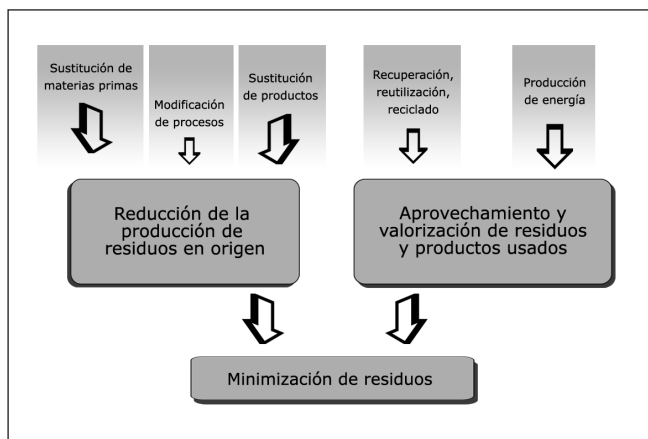 Sustitución de
materias primas
Modificación
de procesos
Sustitución
de productos
Recuperación,
reutilización,
reciclado
Producción
de energía
Reducción de la
producción de
residuos en origen
Aprovechamiento y
valorización de residuos
y productos usados
Minimización de residuos